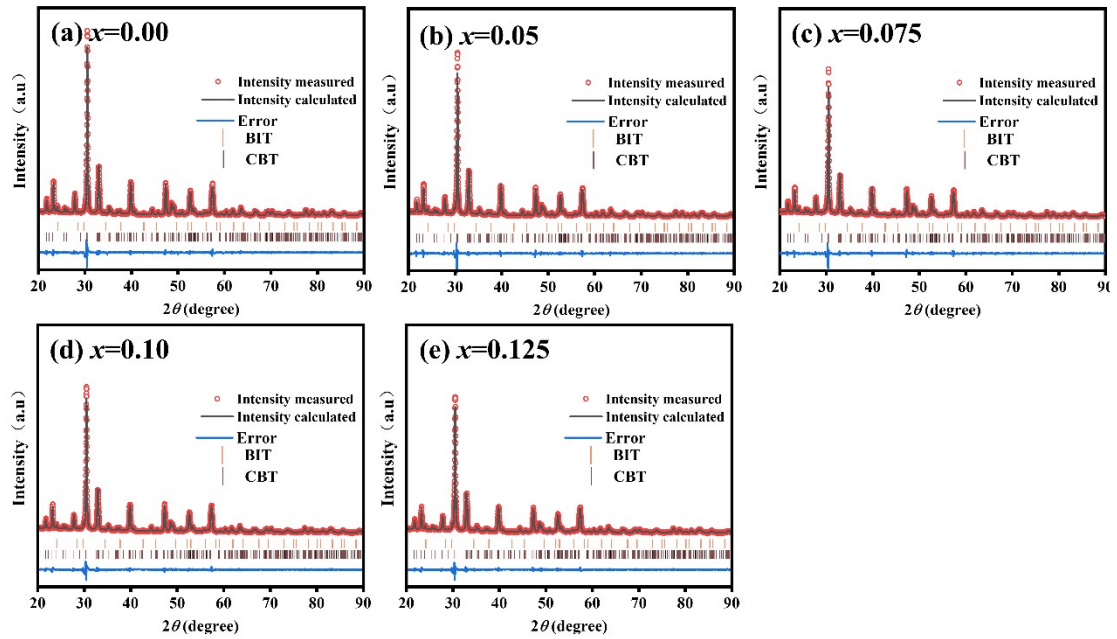 (a) x=0.00
Intensity measured
Intensity calculated
Error
BIT
CBT
Intensity（a.u）
20 30 40 50 60 70 80 90
2θ (degree)
(b) x=0.05
Intensity measured
Intensity calculated
Error
BIT
CBT
Intensity（a.u）
20 30 40 50 60 70 80 90
2θ (degree)
(c) x=0.075
Intensity measured
Intensity calculated
Error
BIT
CBT
Intensity（a.u）
20 30 40 50 60 70 80 90
2θ (degree)
(d) x=0.10
Intensity measured
Intensity calculated
Error
BIT
CBT
Intensity（a.u）
20 30 40 50 60 70 80 90
2θ (degree)
(e) x=0.125
Intensity measured
Intensity calculated
Error
BIT
CBT
Intensity（a.u）
20 30 40 50 60 70 80 90
2θ (degree)